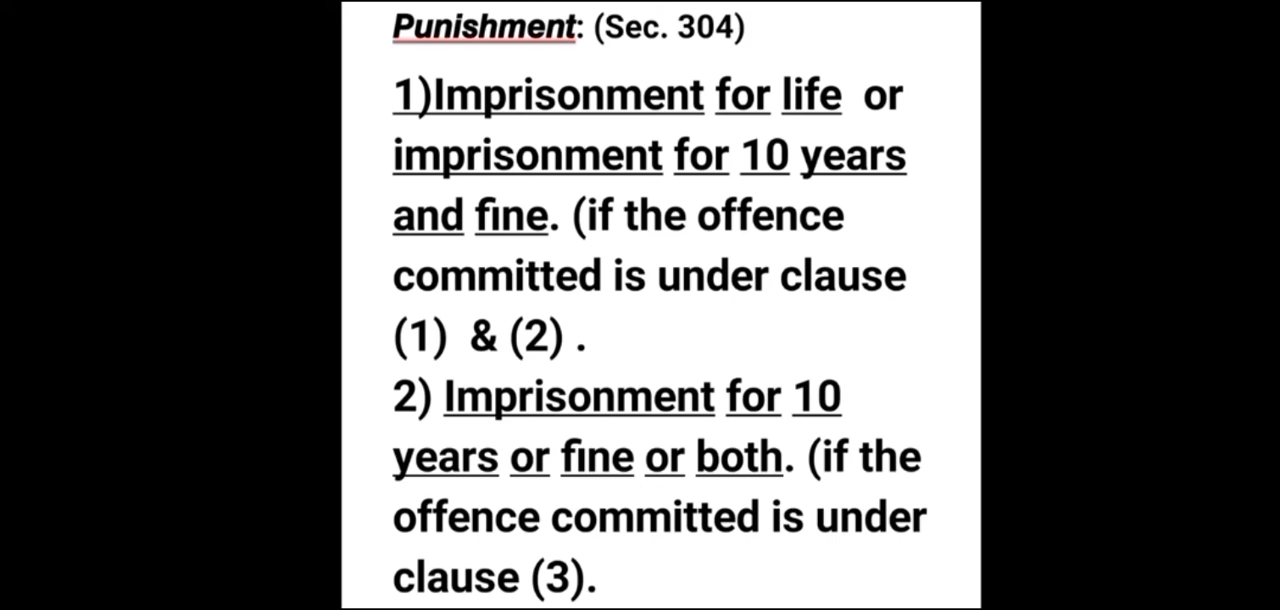 Punishment: (Sec. 304)
1)Imprisonment for life or
imprisonment for 10 years
and fine. (if the offence
committed is under clause
(1) & (2) .
2) Imprisonment for 10
years or fine or both. (if the
offence committed is under
clause (3).